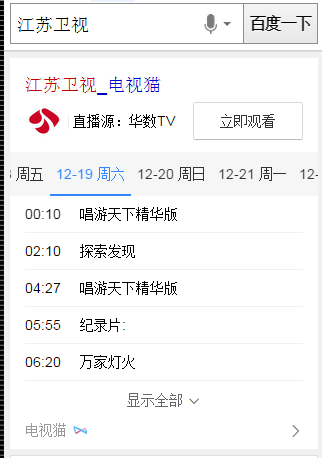 江苏卫视
百度一下
江苏卫视_电视猫
直播源：华数TV
立即观看
周五 12-19 周六 12-20 周日 12-21 周一 12-
00:10 唱游天下精华版
02:10 探索发现
04:27 唱游天下精华版
05:55 纪录片:
06:20 万家灯火
显示全部
电视猫